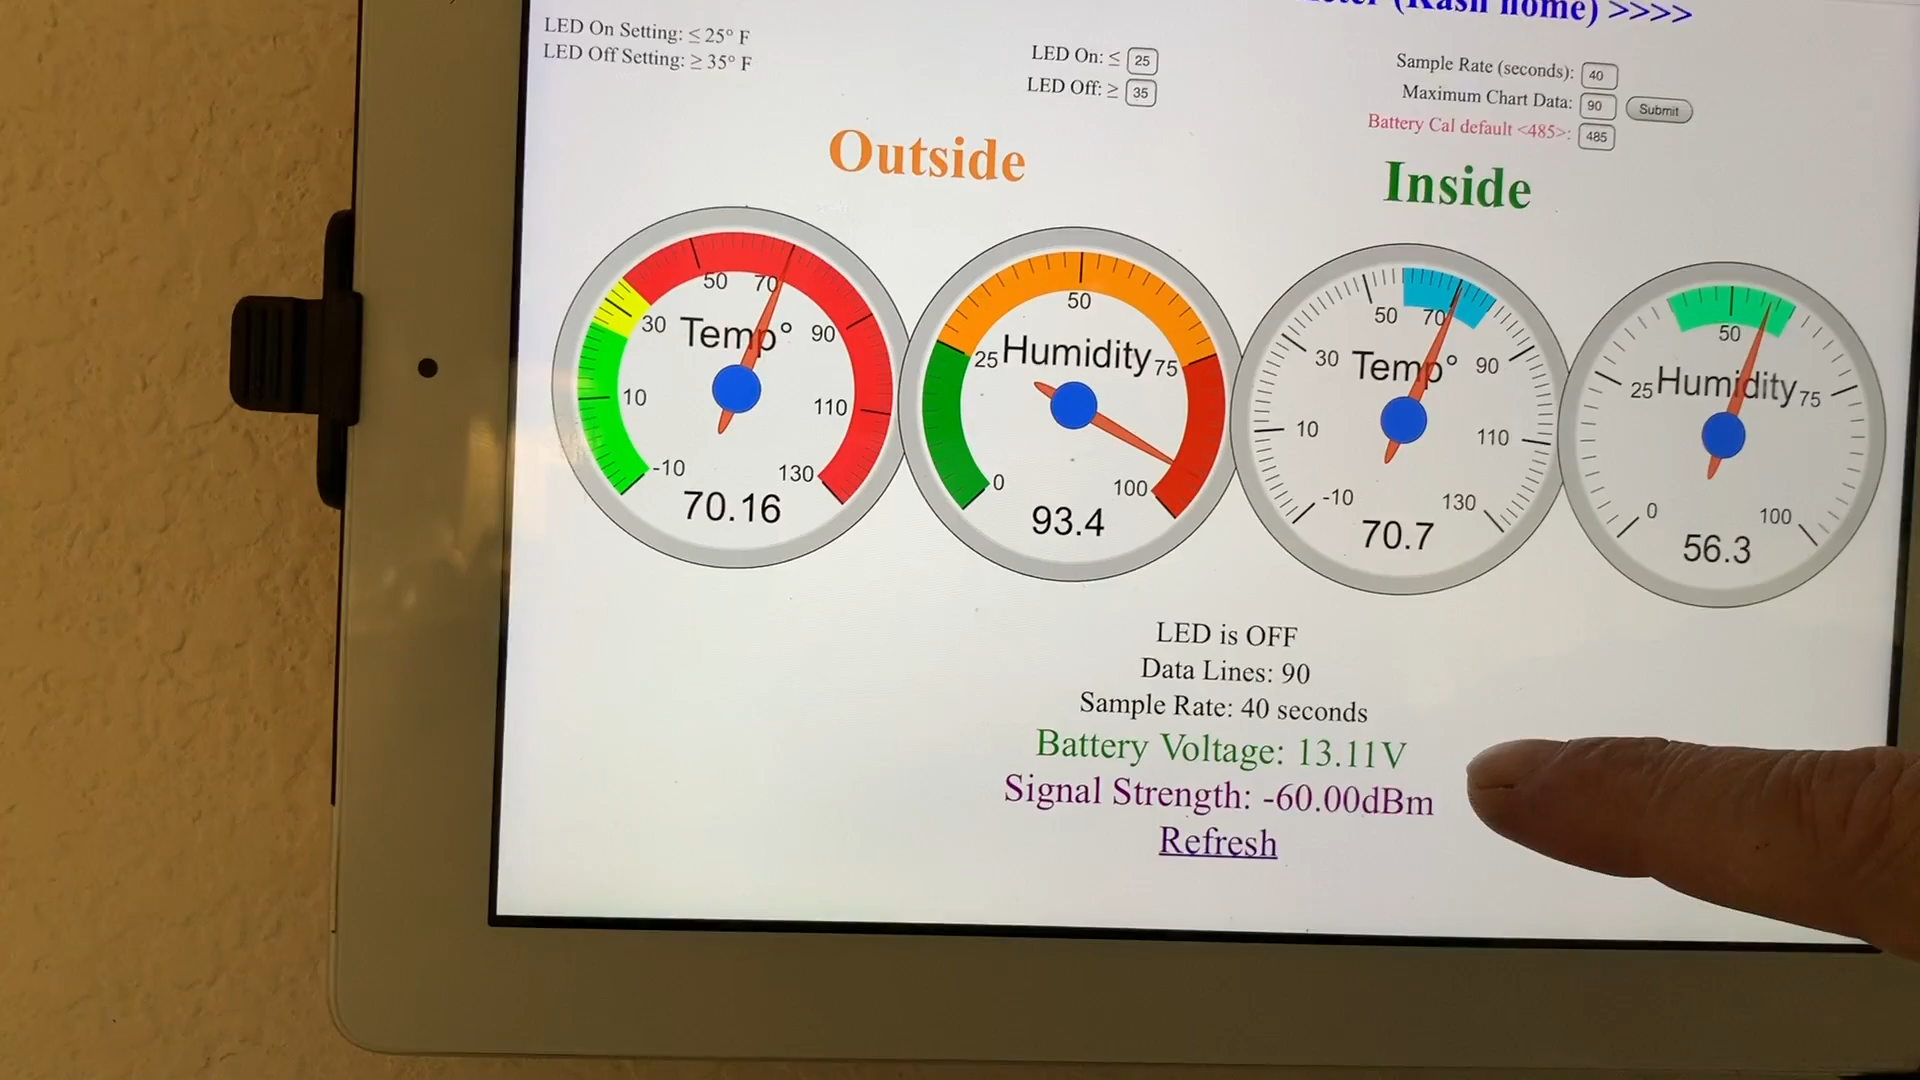 (Kash home) >>>>
LED On Setting: ≤ 25° F
LED Off Setting: ≥ 35° F
LED On: ≤ 25
LED Off: ≥ 35
Sample Rate (seconds): 40
Maximum Chart Data: 90 Submit
Battery Cal default <485>: 485
Outside
Inside
-10 10 30 50 70 90 110 130
Temp°
70.16
0 25 50 75 100
Humidity
93.4
-10 10 30 50 70 90 110 130
Temp°
70.7
0 25 50 75 100
Humidity
56.3
LED is OFF
Data Lines: 90
Sample Rate: 40 seconds
Battery Voltage: 13.11V
Signal Strength: -60.00dBm
Refresh